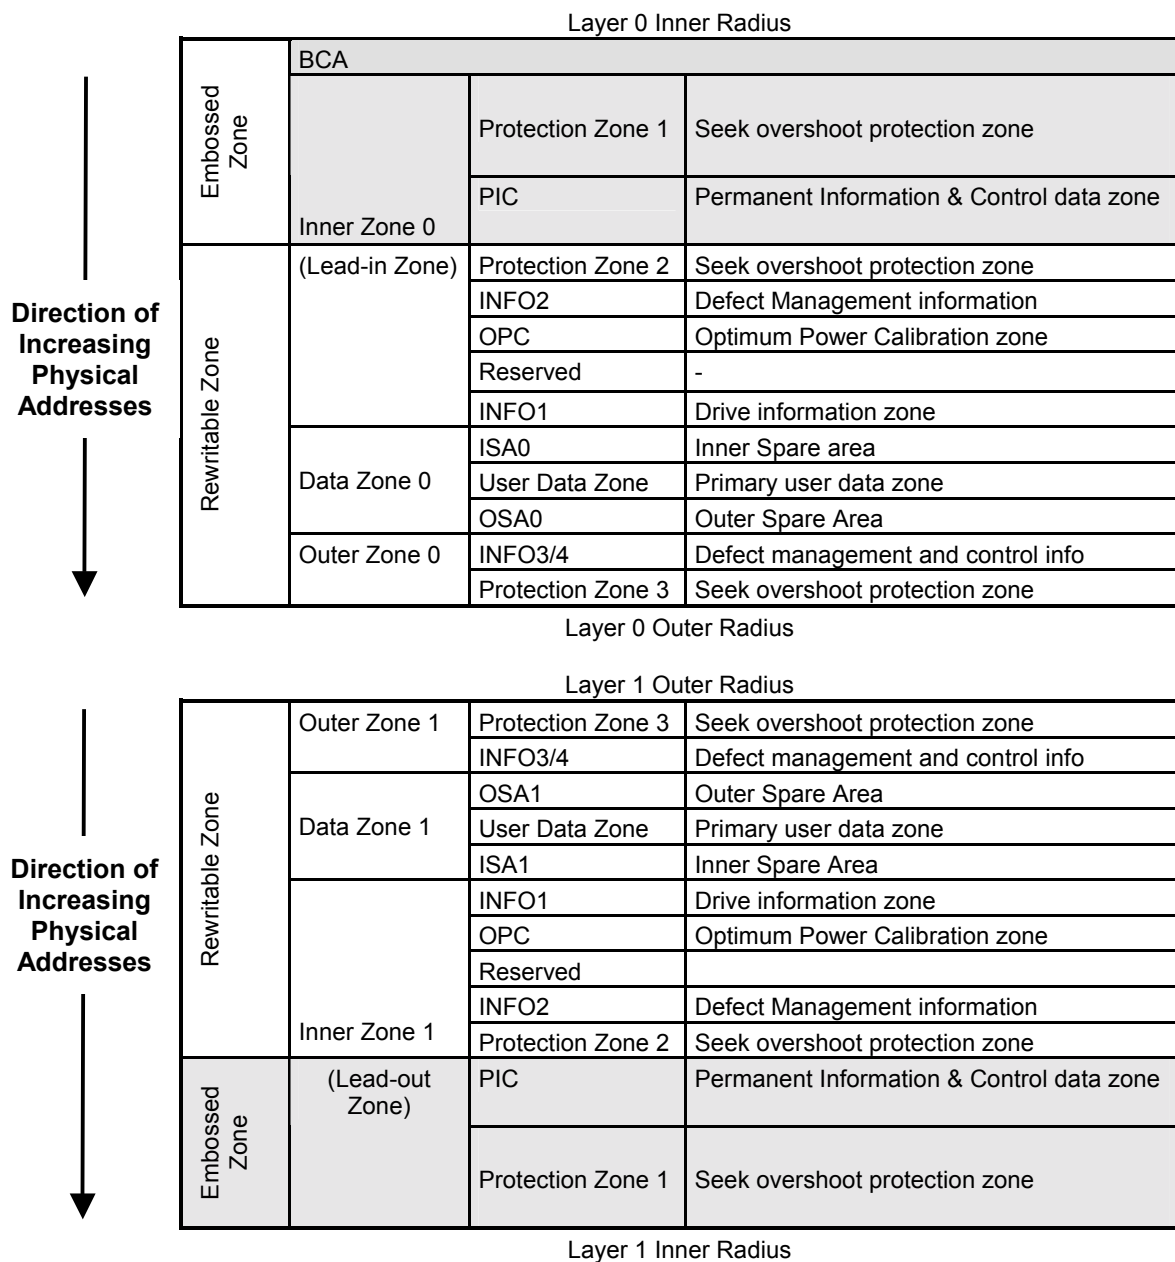 Layer 0 Inner Radius
Embossed
Zone
BCA
Protection Zone 1 Seek overshoot protection zone
PIC Permanent Information & Control data zone
Inner Zone 0
Direction of
Increasing
Physical
Addresses
Rewritable Zone
(Lead-in Zone) Protection Zone 2 Seek overshoot protection zone
INFO2 Defect Management information
OPC Optimum Power Calibration zone
Reserved -
INFO1 Drive information zone
ISA0 Inner Spare area
Data Zone 0 User Data Zone Primary user data zone
OSA0 Outer Spare Area
Outer Zone 0 INFO3/4 Defect management and control info
Protection Zone 3 Seek overshoot protection zone
Layer 0 Outer Radius
Layer 1 Outer Radius
Direction of
Increasing
Physical
Addresses
Rewritable Zone
Outer Zone 1 Protection Zone 3 Seek overshoot protection zone
INFO3/4 Defect management and control info
OSA1 Outer Spare Area
Data Zone 1 User Data Zone Primary user data zone
ISA1 Inner Spare Area
INFO1 Drive information zone
OPC Optimum Power Calibration zone
Reserved
INFO2 Defect Management information
Inner Zone 1 Protection Zone 2 Seek overshoot protection zone
Embossed
Zone
(Lead-out PIC Permanent Information & Control data zone
Zone)
Protection Zone 1 Seek overshoot protection zone
Layer 1 Inner Radius